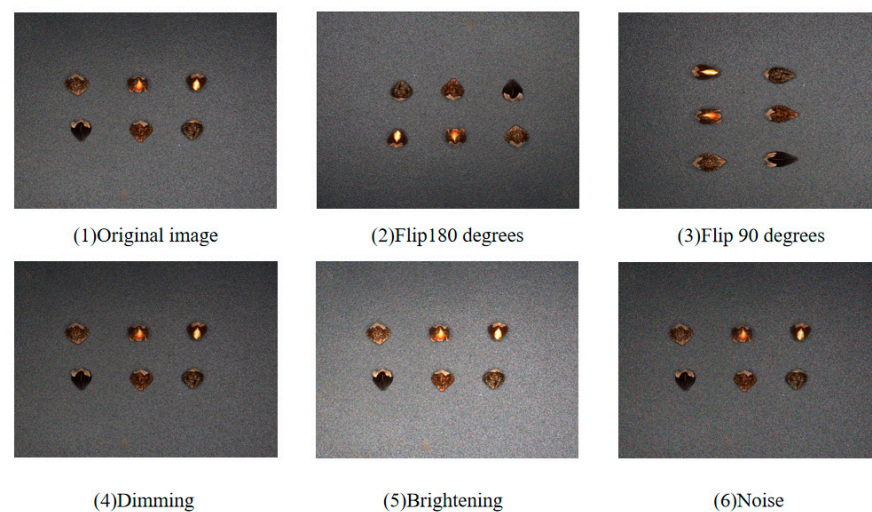 (1)Original image
(2)Flip180 degrees
(3)Flip 90 degrees
(4)Dimming
(5)Brightening
(6)Noise